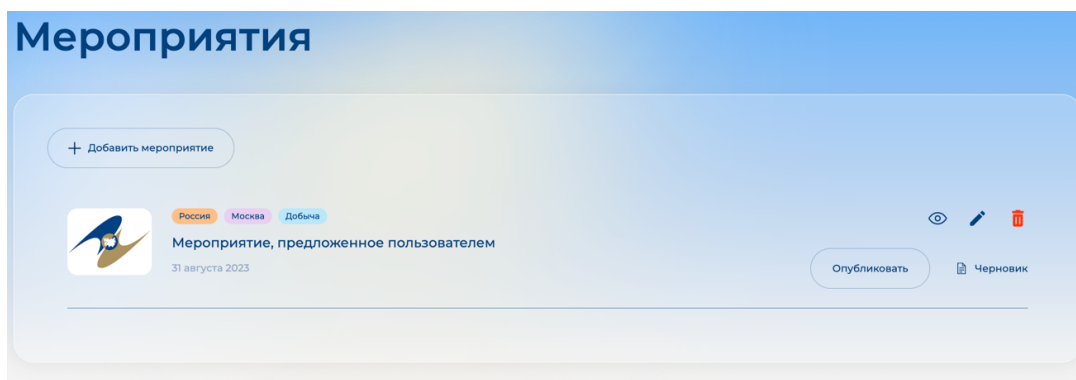 Мероприятия
+ Добавить мероприятие
Россия Москва Добыча
Мероприятие, предложенное пользователем
31 августа 2023
Опубликовать Черновик